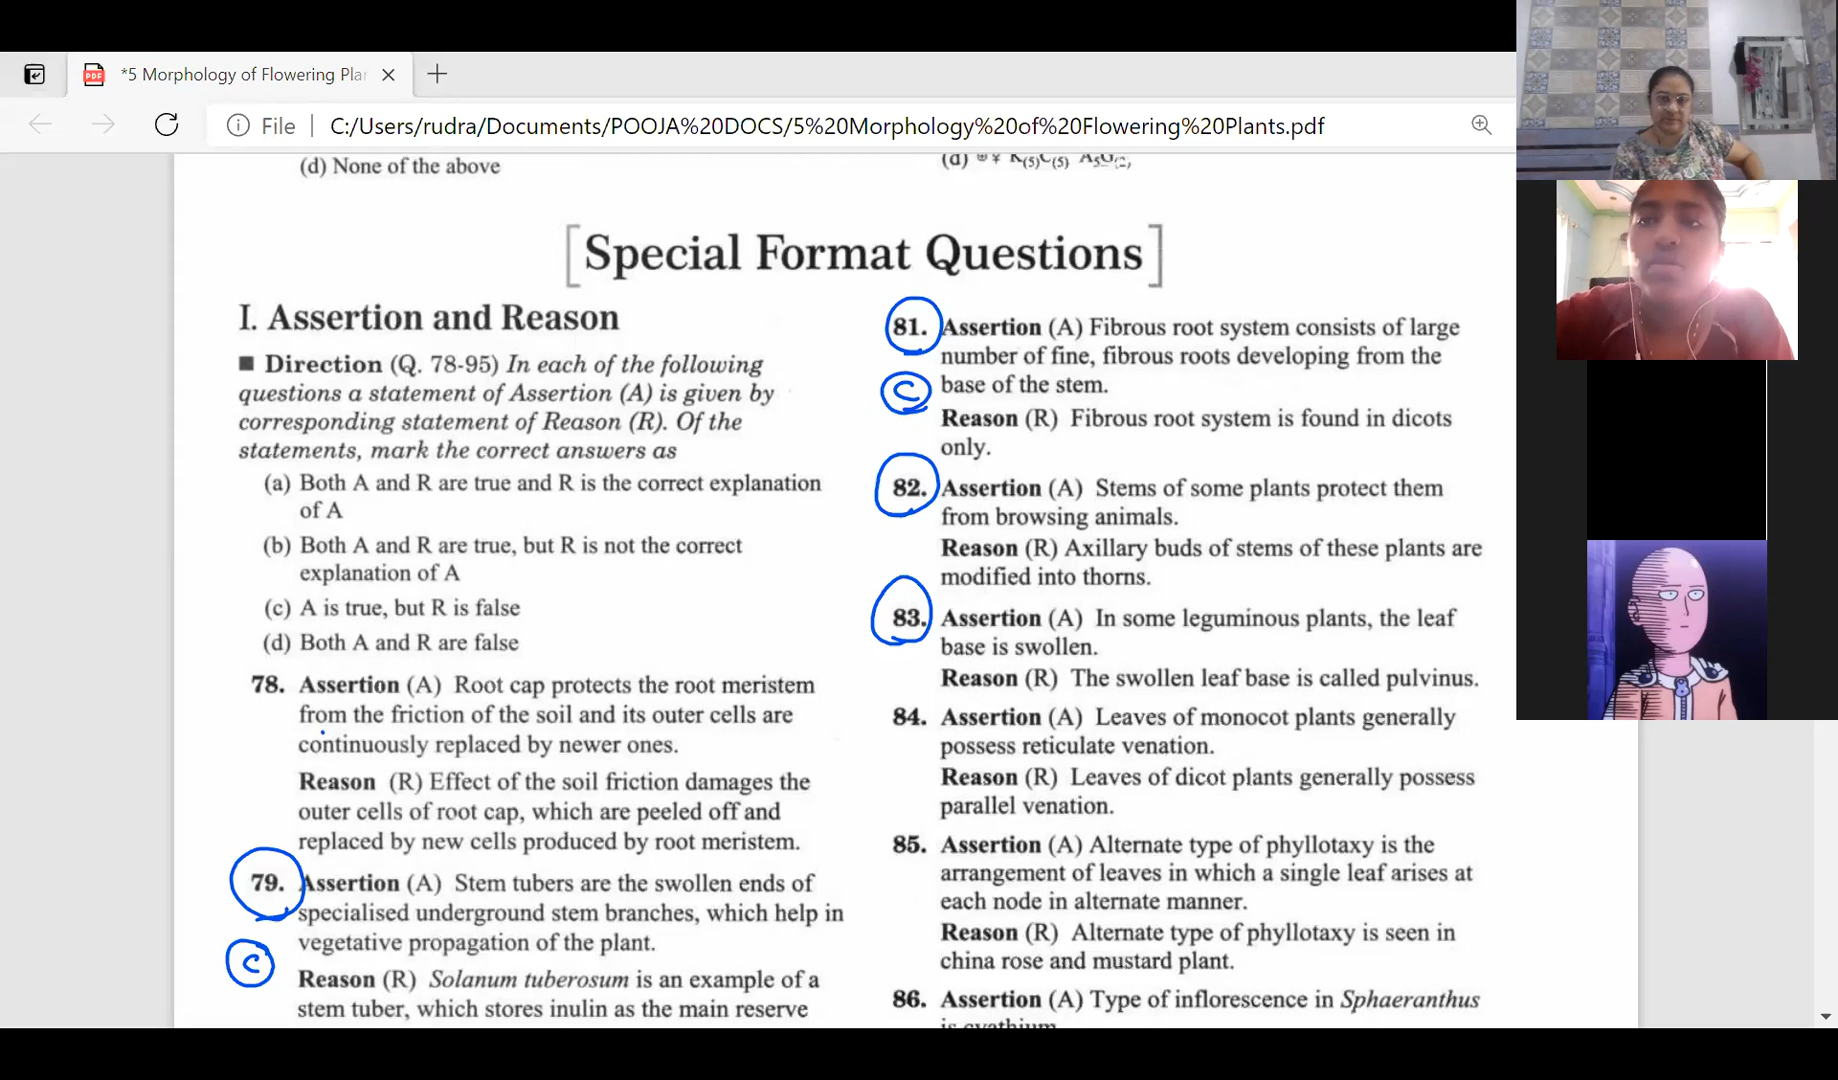 *5 Morphology of Flowering Pla
File
C:/Users/rudra/Documents/POOJA%20DOCS/5%20Morphology%20of%20Flowering%20Plants.pdf
(d) None of the above
[Special Format Questions]
I. Assertion and Reason
■ Direction (Q. 78-95) In each of the following
questions a statement of Assertion (A) is given by
corresponding statement of Reason (R). Of the
statements, mark the correct answers as
(a) Both A and R are true and R is the correct explanation
of A
(b) Both A and R are true, but R is not the correct
explanation of A
(c) A is true, but R is false
(d) Both A and R are false
78. Assertion (A) Root cap protects the root meristem
from the friction of the soil and its outer cells are
continuously replaced by newer ones.
Reason (R) Effect of the soil friction damages the
outer cells of root cap, which are peeled off and
replaced by new cells produced by root meristem.
79. Assertion (A) Stem tubers are the swollen ends of
specialised underground stem branches, which help in
vegetative propagation of the plant.
C
Reason (R) Solanum tuberosum is an example of a
stem tuber, which stores inulin as the main reserve
81. Assertion (A) Fibrous root system consists of large
number of fine, fibrous roots developing from the
base of the stem.
C
Reason (R) Fibrous root system is found in dicots
only.
82. Assertion (A) Stems of some plants protect them
from browsing animals.
Reason (R) Axillary buds of stems of these plants are
modified into thorns.
83. Assertion (A) In some leguminous plants, the leaf
base is swollen.
Reason (R) The swollen leaf base is called pulvinus.
84. Assertion (A) Leaves of monocot plants generally
possess reticulate venation.
Reason (R) Leaves of dicot plants generally possess
parallel venation.
85. Assertion (A) Alternate type of phyllotaxy is the
arrangement of leaves in which a single leaf arises at
each node in alternate manner.
Reason (R) Alternate type of phyllotaxy is seen in
china rose and mustard plant.
86. Assertion (A) Type of inflorescence in Sphaeranthus
is cyathium